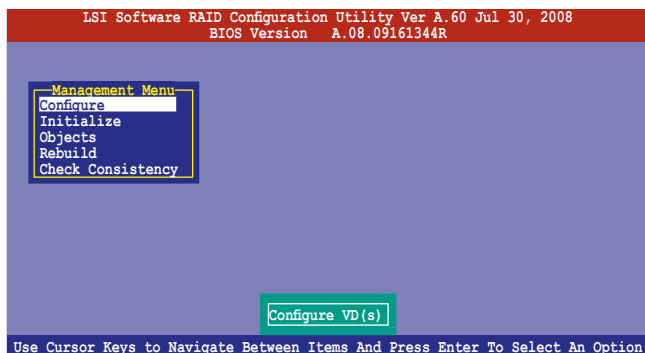 LSI Software RAID Configuration Utility Ver A.60 Jul 30, 2008
BIOS Version A.08.09161344R
Management Menu
Configure
Initialize
Objects
Rebuild
Check Consistency
Configure VD(s)
Use Cursor Keys to Navigate Between Items And Press Enter To Select An Option